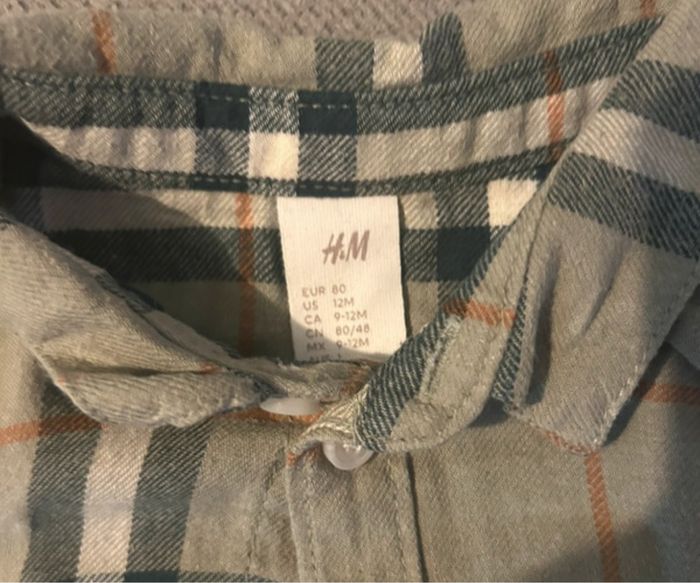 H&M
EUR 80
US 12M
CA 9-12M
CN 80/48
MX 9-12M